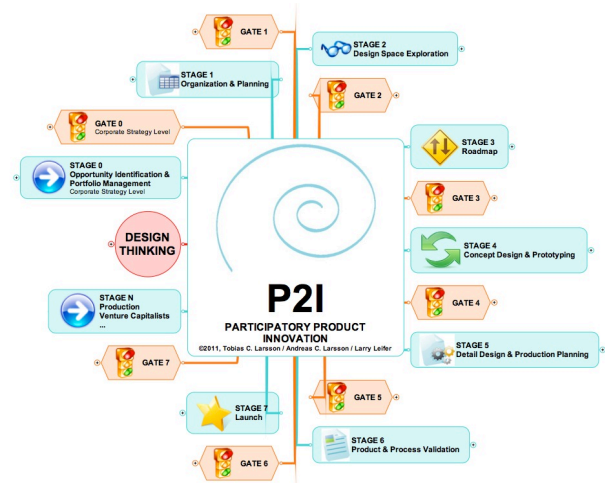 GATE 1
STAGE 2
Design Space Exploration
STAGE 1
Organization & Planning
GATE 2
GATE 0
Corporate Strategy Level
STAGE 3
Roadmap
STAGE 0
Opportunity Identification &
Portfolio Management
Corporate Strategy Level
GATE 3
DESIGN
THINKING
STAGE 4
Concept Design & Prototyping
P2I
PARTICIPATORY PRODUCT
INNOVATION
©2011, Tobias C. Larsson / Andreas C. Larsson / Larry Leifer
STAGE N
Production
Venture Capitalists
...
GATE 4
GATE 7
STAGE 5
Detail Design & Production Planning
STAGE 7
Launch
GATE 5
GATE 6
STAGE 6
Product & Process Validation